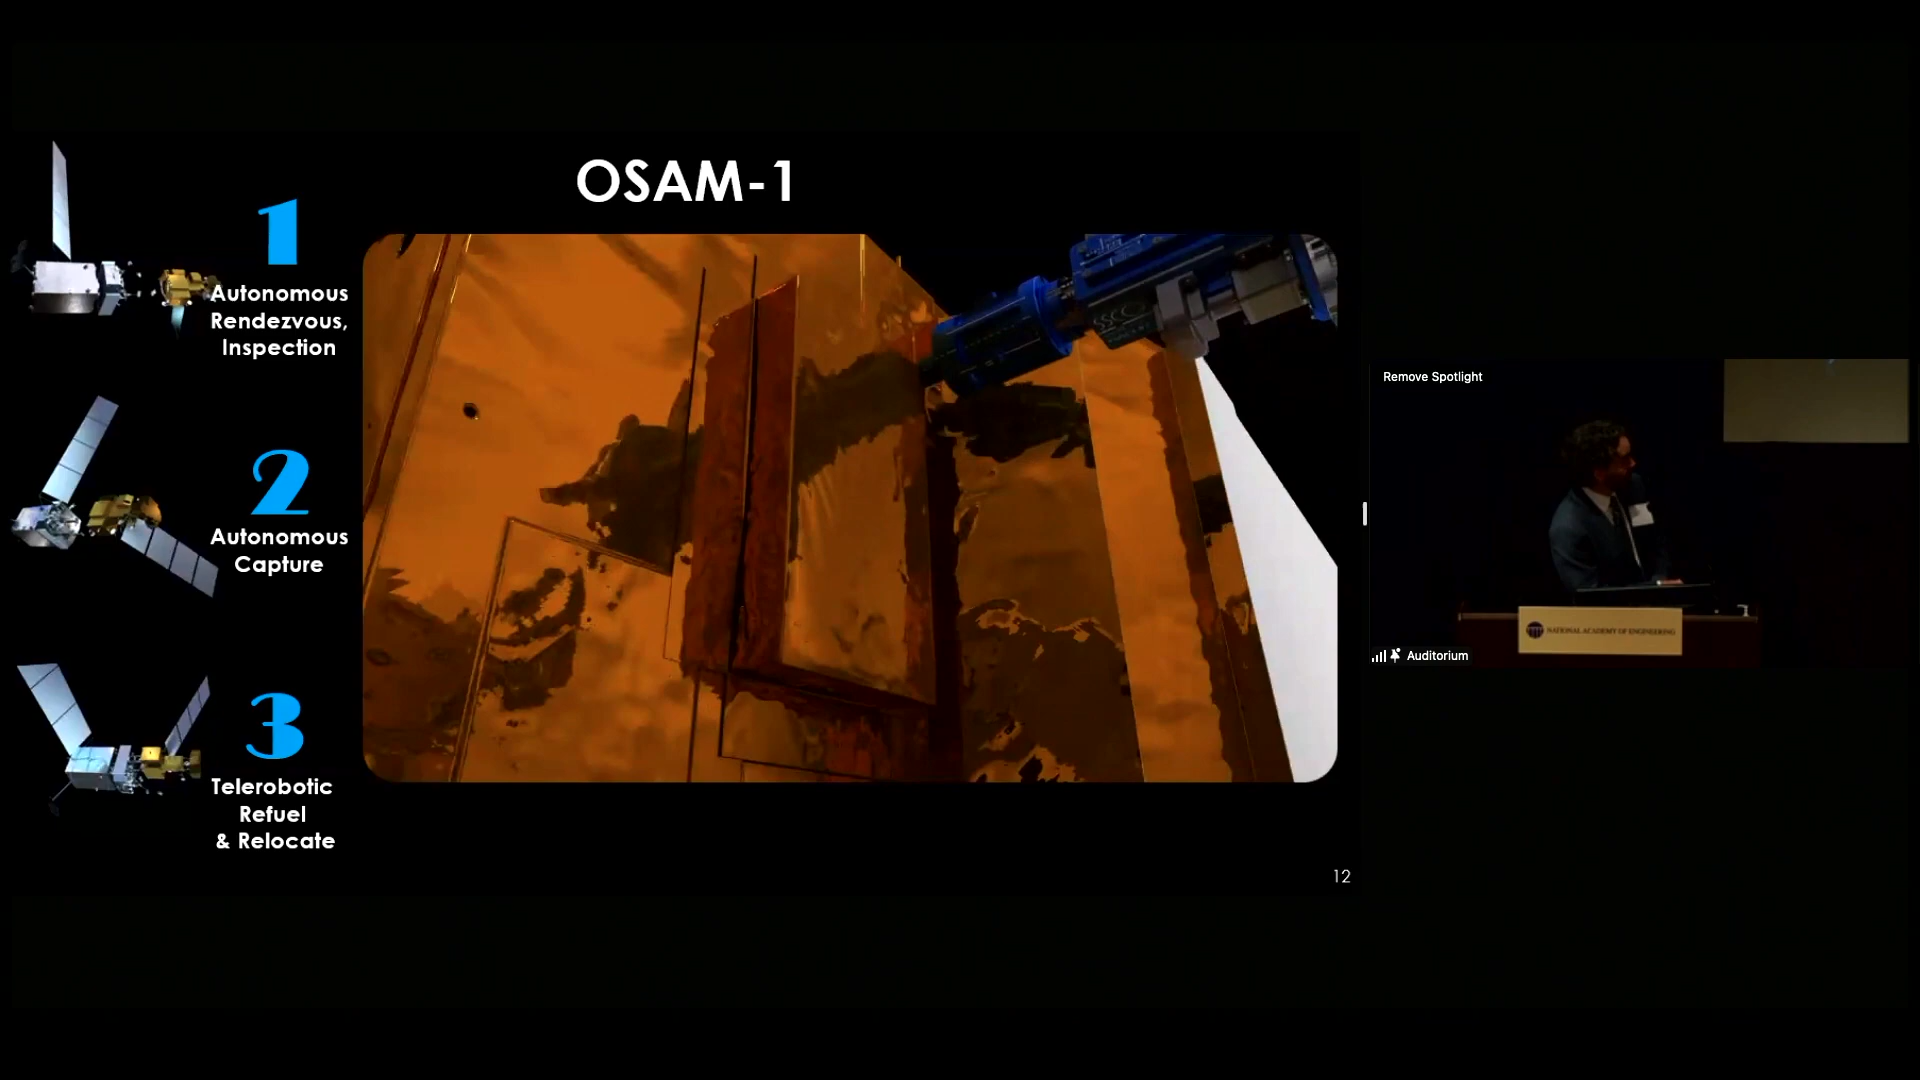 OSAM-1
1
Autonomous
Rendezvous,
Inspection
2
Autonomous
Capture
3
Telerobotic
Refuel
& Relocate
SSCO
12
Remove Spotlight
NATIONAL ACADEMY OF ENGINEERING
Auditorium